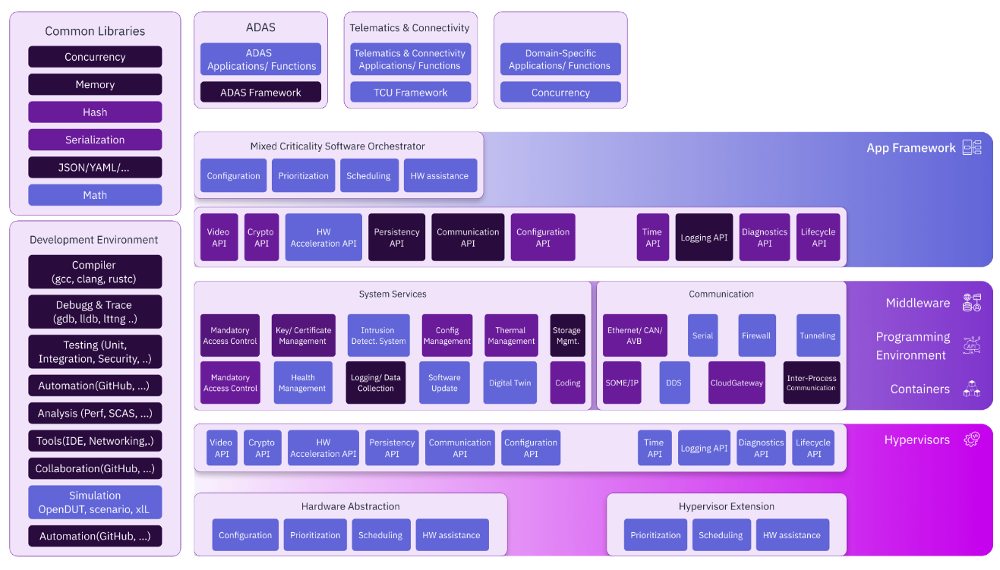 Common Libraries
Concurrency
Memory
Hash
Serialization
JSON/YAML/...
Math
Development Environment
Compiler
(gcc, clang, rustc)
Debugg & Trace
(gdb, lldb, lttng ..)
Testing (Unit,
Integration, Security, ..)
Automation(GitHub, ...)
Analysis (Perf, SCAS, ...)
Tools(IDE, Networking,.)
Collaboration(GitHub, ...)
Simulation
OpenDUT, scenario, xlL
Automation(GitHub, ...)
ADAS
ADAS
Applications/ Functions
ADAS Framework
Telematics & Connectivity
Telematics & Connectivity
Applications/ Functions
TCU Framework
Domain-Specific
Applications/ Functions
Concurrency
App Framework
Mixed Criticality Software Orchestrator
Configuration
Prioritization
Scheduling
HW assistance
Video
API
Crypto
API
HW
Acceleration API
Persistency
API
Communication
API
Configuration
API
Time
API
Logging API
Diagnostics
API
Lifecycle
API
System Services
Mandatory
Access Control
Key/ Certificate
Management
Intrusion
Detect. System
Config
Management
Thermal
Management
Storage
Mgmt.
Mandatory
Access Control
Health
Management
Logging/ Data
Collection
Software
Update
Digital Twin
Coding
Communication
Ethernet/ CAN/
AVB
Serial
Firewall
Tunneling
SOME/IP
DDS
CloudGateway
Inter-Process
Communication
Middleware
Programming
Environment
API
Containers
Hypervisors
Video
API
Crypto
API
HW
Acceleration API
Persistency
API
Communication
API
Configuration
API
Time
API
Logging API
Diagnostics
API
Lifecycle
API
Hardware Abstraction
Configuration
Prioritization
Scheduling
HW assistance
Hypervisor Extension
Prioritization
Scheduling
HW assistance